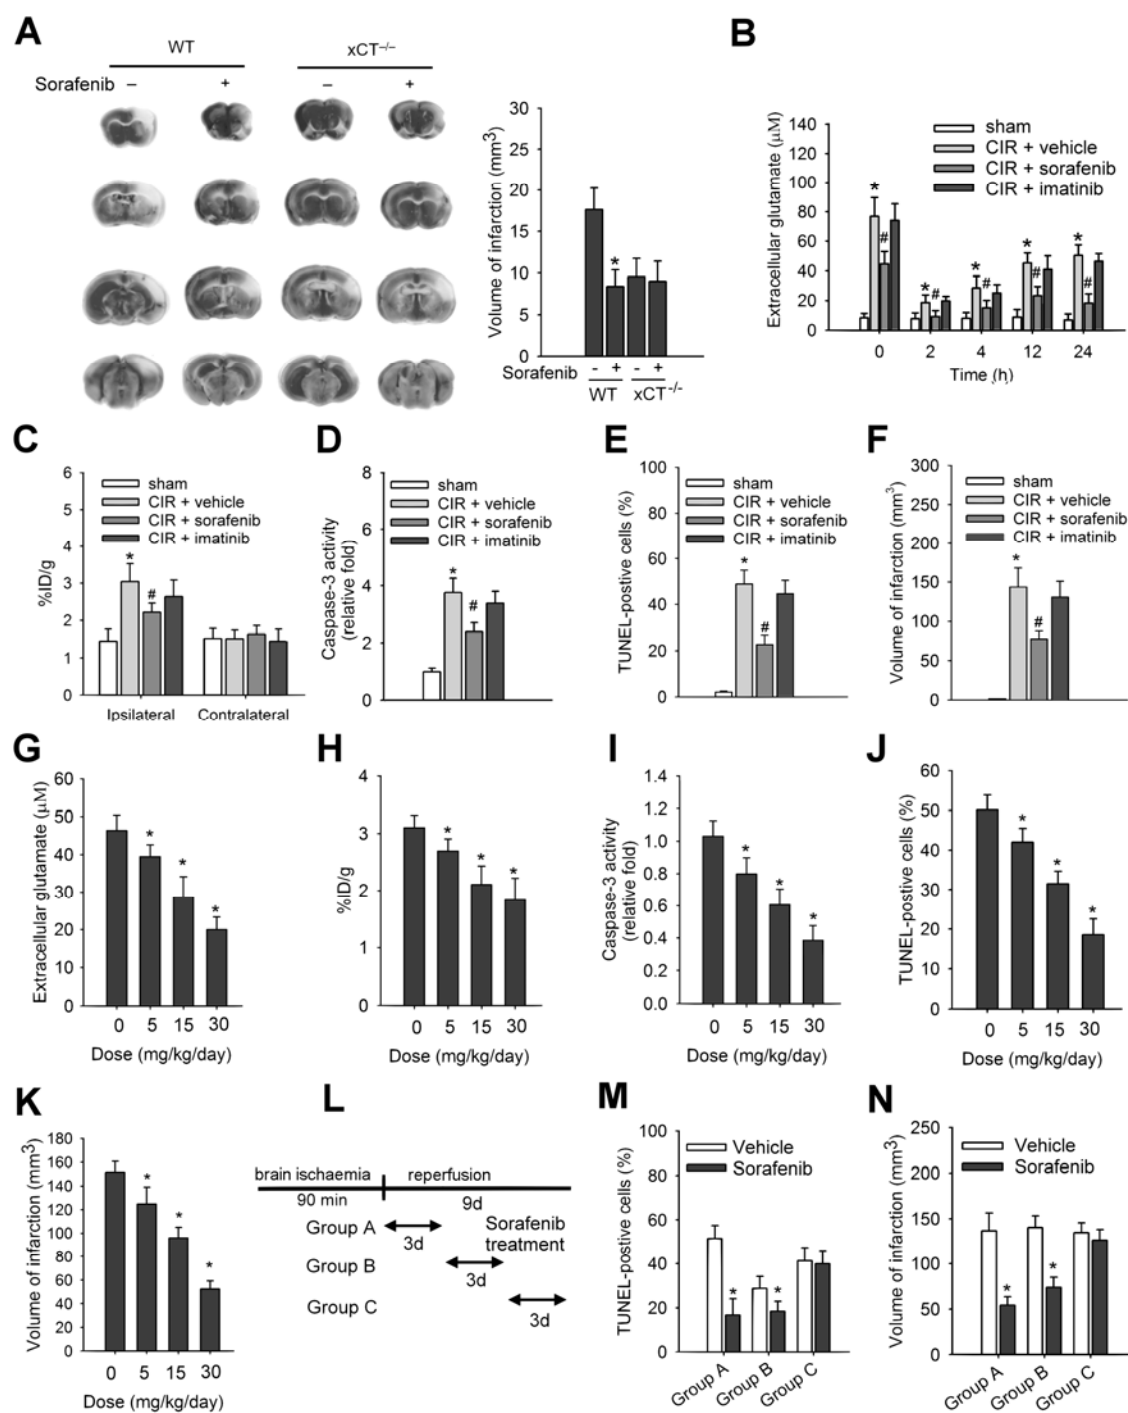 A
WT
xCT–/–
Sorafenib
–
+
–
+
Volume of infarction (mm3)
30
25
20
15
10
5
0
*
Sorafenib
-
+
-
+
WT
xCT-/-
B
Extracellular glutamate (μM)
140
120
100
80
60
40
20
0
sham
CIR + vehicle
CIR + sorafenib
CIR + imatinib
*
#
*
#
*
#
*
#
*
#
0
2
4
12
24
Time (h)
C
%ID/g
6
5
4
3
2
1
0
sham
CIR + vehicle
CIR + sorafenib
CIR + imatinib
*
#
Ipsilateral
Contralateral
D
Caspase-3 activity
(relative fold)
8
6
4
2
0
sham
CIR + vehicle
CIR + sorafenib
CIR + imatinib
*
#
E
TUNEL-postive cells (%)
100
80
60
40
20
0
sham
CIR + vehicle
CIR + sorafenib
CIR + imatinib
*
#
F
Volume of infarction (mm3)
300
250
200
150
100
50
0
sham
CIR + vehicle
CIR + sorafenib
CIR + imatinib
*
#
G
Extracellular glutamate (μM)
60
50
40
30
20
10
0
*
*
*
0
5
15
30
Dose (mg/kg/day)
H
%ID/g
4
3
2
1
0
*
*
*
0
5
15
30
Dose (mg/kg/day)
I
Caspase-3 activity
(relative fold)
1.4
1.2
1.0
0.8
0.6
0.4
0.2
0.0
*
*
*
0
5
15
30
Dose (mg/kg/day)
J
TUNEL-postive cells (%)
60
50
40
30
20
10
0
*
*
*
0
5
15
30
Dose (mg/kg/day)
K
Volume of infarction (mm3)
180
160
140
120
100
80
60
40
20
0
*
*
*
0
5
15
30
Dose (mg/kg/day)
L
brain ischaemia
reperfusion
90 min
9d
Group A
3d
Sorafenib
treatment
Group B
3d
Group C
3d
M
TUNEL-postive cells (%)
100
80
60
40
20
0
Vehicle
Sorafenib
*
*
Group A
Group B
Group C
N
Volume of infarction (mm3)
250
200
150
100
50
0
Vehicle
Sorafenib
*
*
Group A
Group B
Group C